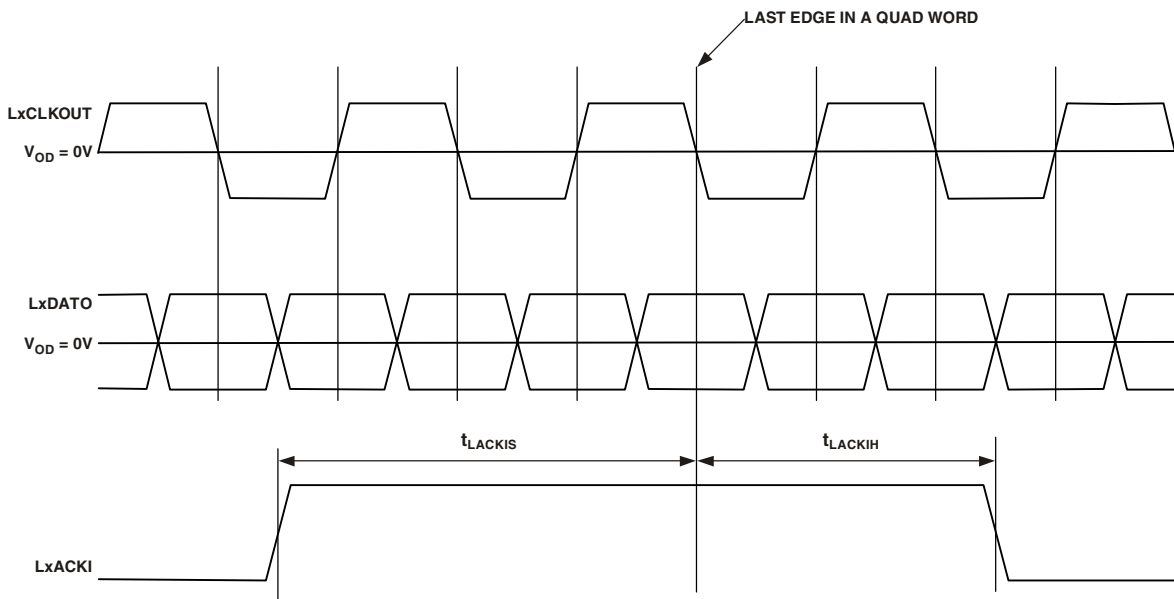 LAST EDGE IN A QUAD WORD
LxCLKOUT
VOD = 0V
LxDATO
VOD = 0V
tLACKIS
tLACKIH
LxACKI